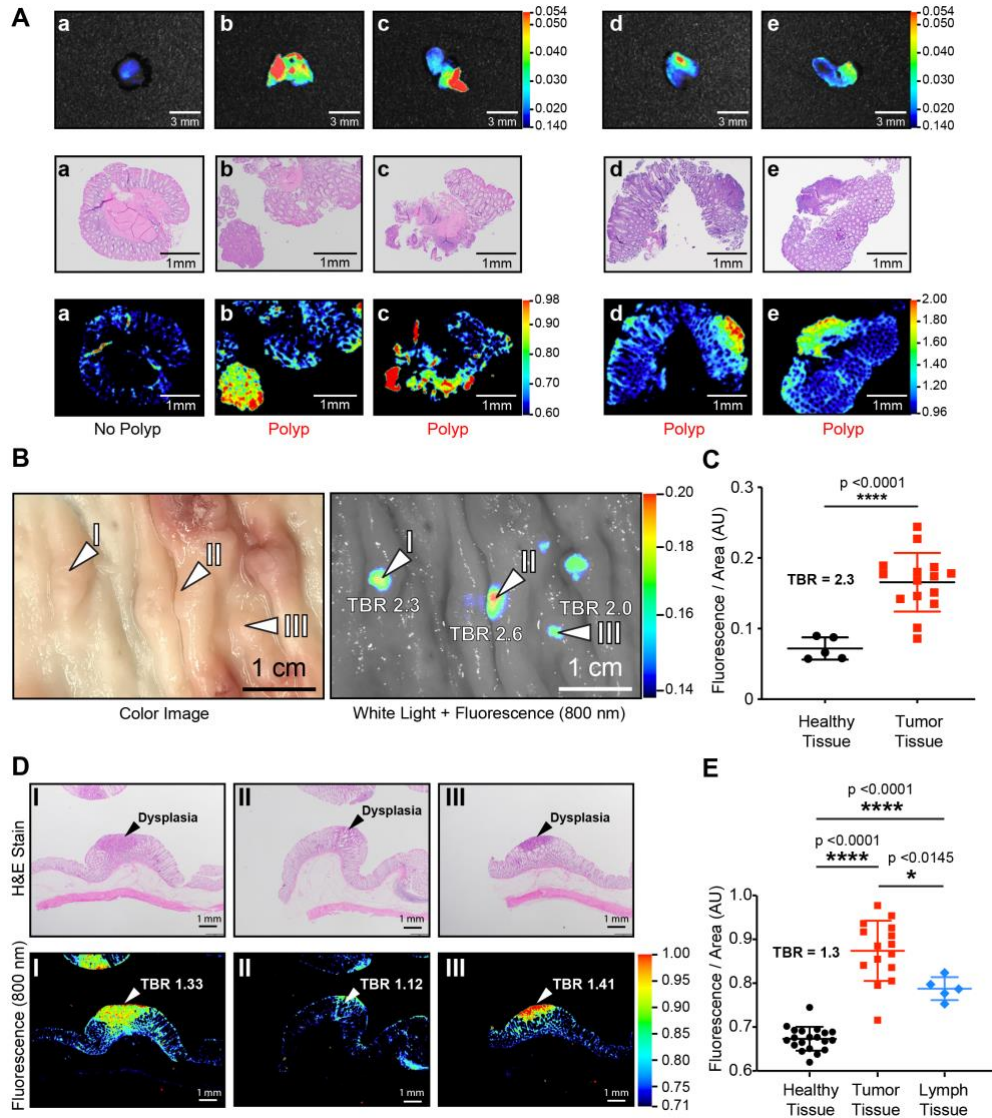 A
a
b
c
d
e
0.054
0.040
0.030
0.020
0.140
0.054
0.040
0.030
0.020
0.140
3 mm
3 mm
3 mm
3 mm
3 mm
a
b
c
d
e
1mm
1mm
1mm
1mm
1mm
a
b
c
d
e
0.98
0.90
0.80
0.70
0.60
2.00
1.80
1.60
1.40
1.20
0.96
1mm
1mm
1mm
1mm
1mm
No Polyp
Polyp
Polyp
Polyp
Polyp
B
I
II
III
1 cm
Color Image
I
II
III
TBR 2.3
TBR 2.6
TBR 2.0
1 cm
0.20
0.18
0.16
0.14
White Light + Fluorescence (800 nm)
C
p <0.0001
****
TBR = 2.3
Fluorescence / Area (AU)
0.3
0.2
0.1
0
Healthy
Tissue
Tumor
Tissue
D
H&E Stain
I
Dysplasia
1 mm
II
Dysplasia
1 mm
III
Dysplasia
1 mm
Fluorescence (800 nm)
I
TBR 1.33
1 mm
II
TBR 1.12
1 mm
III
TBR 1.41
1 mm
1.00
0.95
0.90
0.85
0.80
0.75
0.71
E
p <0.0001
****
p <0.0001
****
p <0.0145
*
TBR = 1.3
Fluorescence / Area (AU)
1.0
0.9
0.8
0.7
0.6
Healthy
Tissue
Tumor
Tissue
Lymph
Tissue